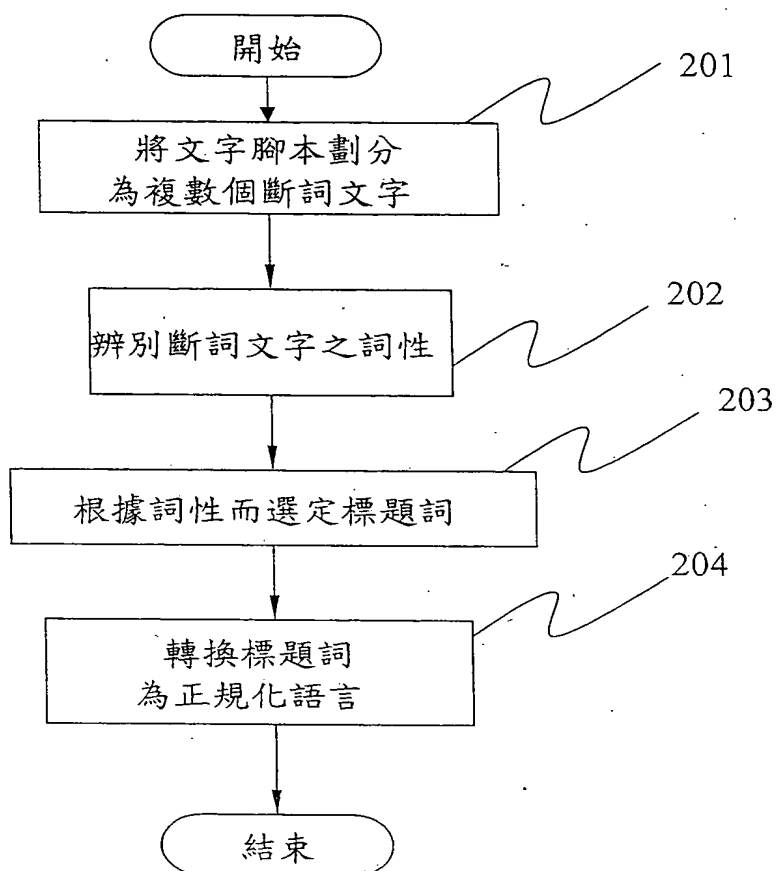 開始
201
將文字腳本劃分
為複數個斷詞文字
202
辨別斷詞文字之詞性
203
根據詞性而選定標題詞
204
轉換標題詞
為正規化語言
結束